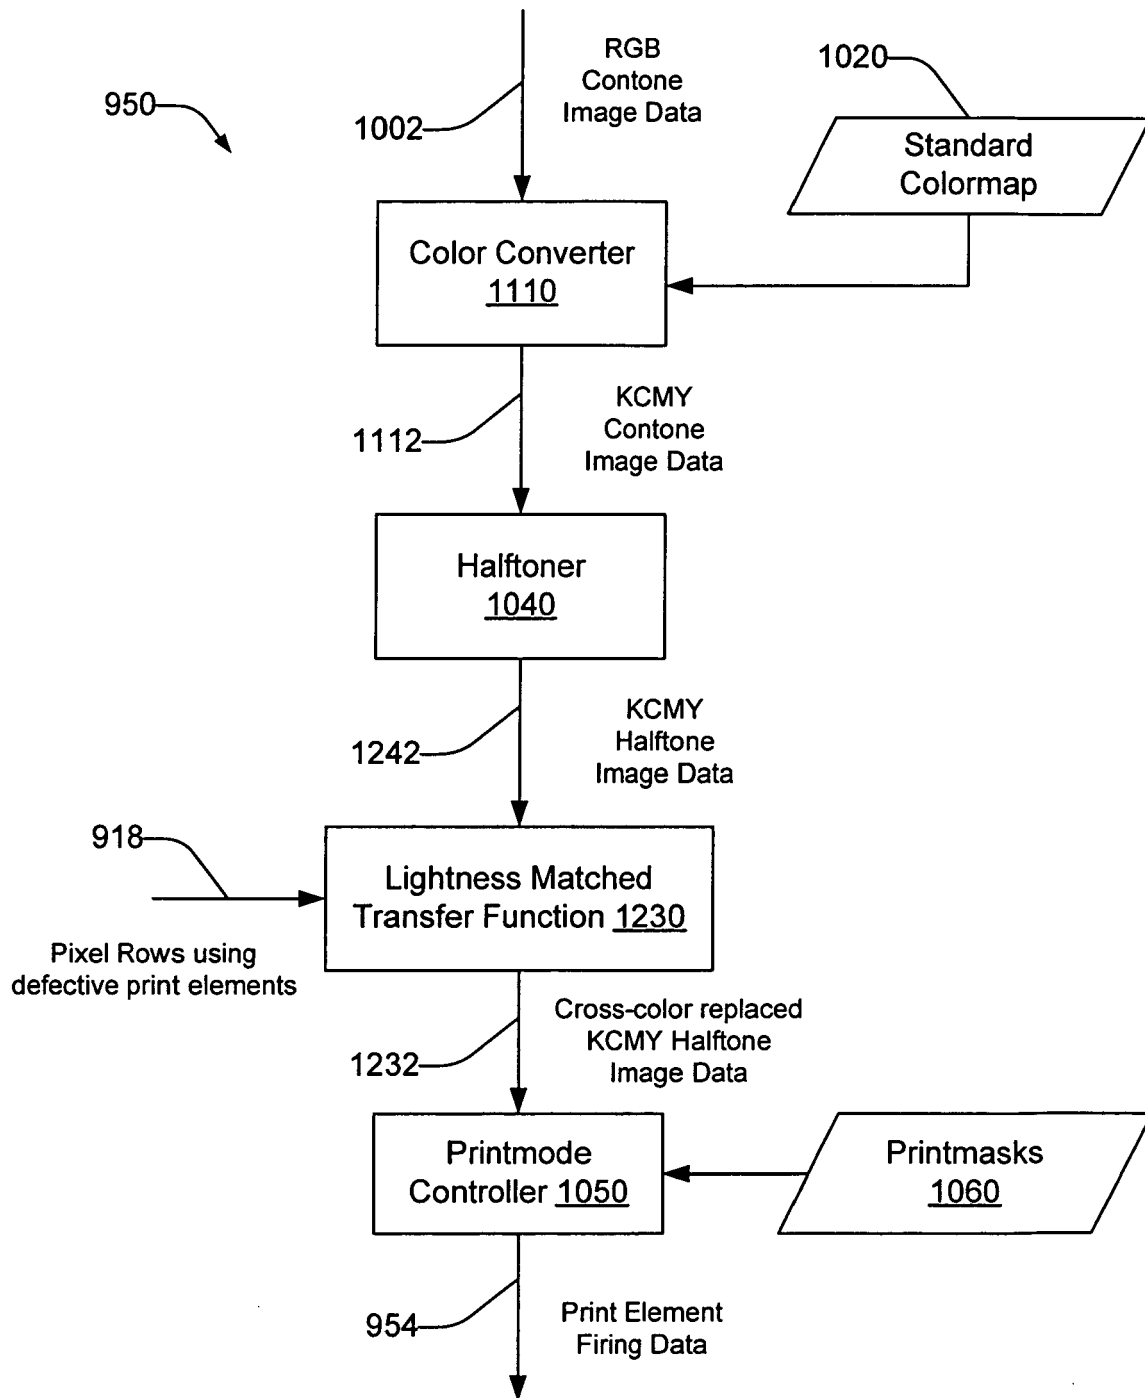 RGB
Contone
Image Data
1020
950
1002
Standard
Colormap
Color Converter
1110
KCMY
Contone
Image Data
1112
Halftoner
1040
KCMY
Halftone
Image Data
1242
918
Lightness Matched
Transfer Function 1230
Pixel Rows using
defective print elements
Cross-color replaced
KCMY Halftone
Image Data
1232
Printmode
Controller 1050
Printmasks
1060
954
Print Element
Firing Data